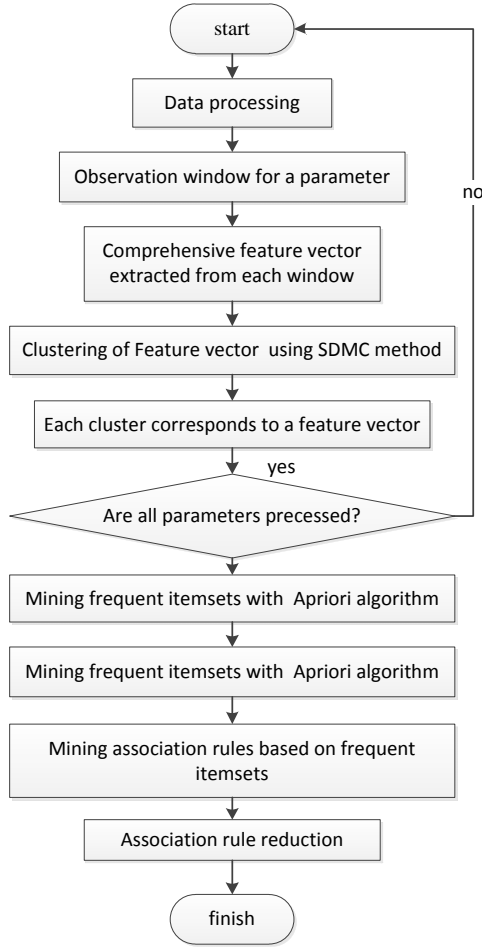 start
Data processing
Observation window for a parameter
no
Comprehensive feature vector
extracted from each window
Clustering of Feature vector using SDMC method
Each cluster corresponds to a feature vector
yes
Are all parameters precessed?
Mining frequent itemsets with Apriori algorithm
Mining frequent itemsets with Apriori algorithm
Mining association rules based on frequent
itemsets
Association rule reduction
finish